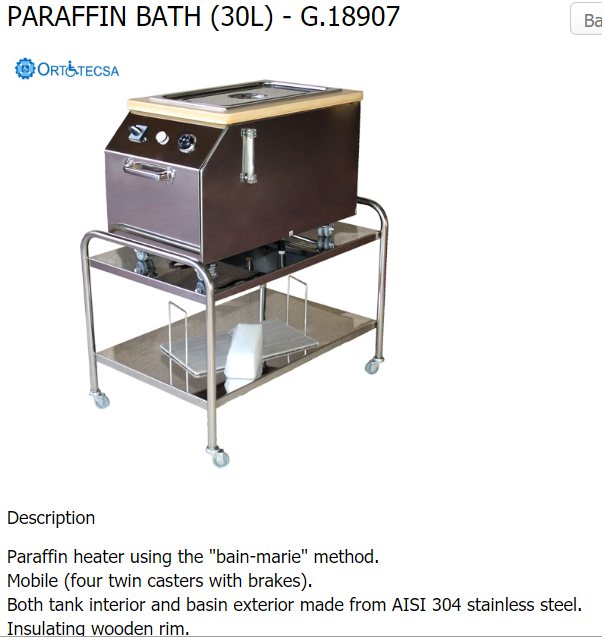 PARAFFIN BATH (30L) - G.18907
Ba
ORTOTECSA
Description
Paraffin heater using the "bain-marie" method.
Mobile (four twin casters with brakes).
Both tank interior and basin exterior made from AISI 304 stainless steel.
Insulating wooden rim.